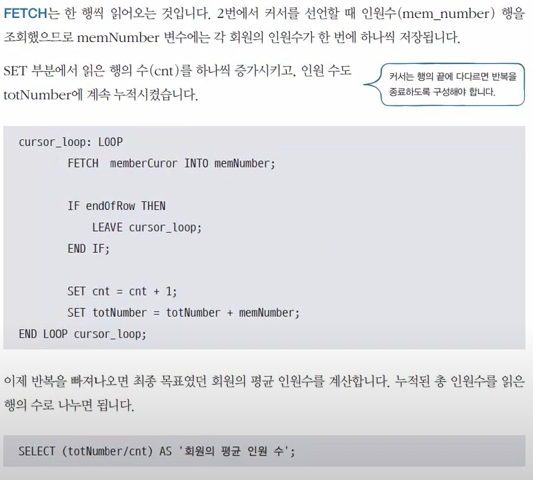 FETCH는 한 행씩 읽어오는 것입니다. 2번에서 커서를 선언할 때 인원수(mem_number) 행을
조회했으므로 memNumber 변수에는 각 회원의 인원수가 한 번에 하나씩 저장됩니다.
SET 부분에서 읽은 행의 수(cnt)를 하나씩 증가시키고, 인원 수도
totNumber에 계속 누적시켰습니다.
커서는 행의 끝에 다다르면 반복을
종료하도록 구성해야 합니다.
cursor_loop: LOOP
FETCH memberCuror INTO memNumber;
IF endOfRow THEN
LEAVE cursor_loop;
END IF;
SET cnt = cnt + 1;
SET totNumber = totNumber + memNumber;
END LOOP cursor_loop;
이제 반복을 빠져나오면 최종 목표였던 회원의 평균 인원수를 계산합니다. 누적된 총 인원수를 읽은
행의 수로 나누면 됩니다.
SELECT (totNumber/cnt) AS '회원의 평균 인원 수';